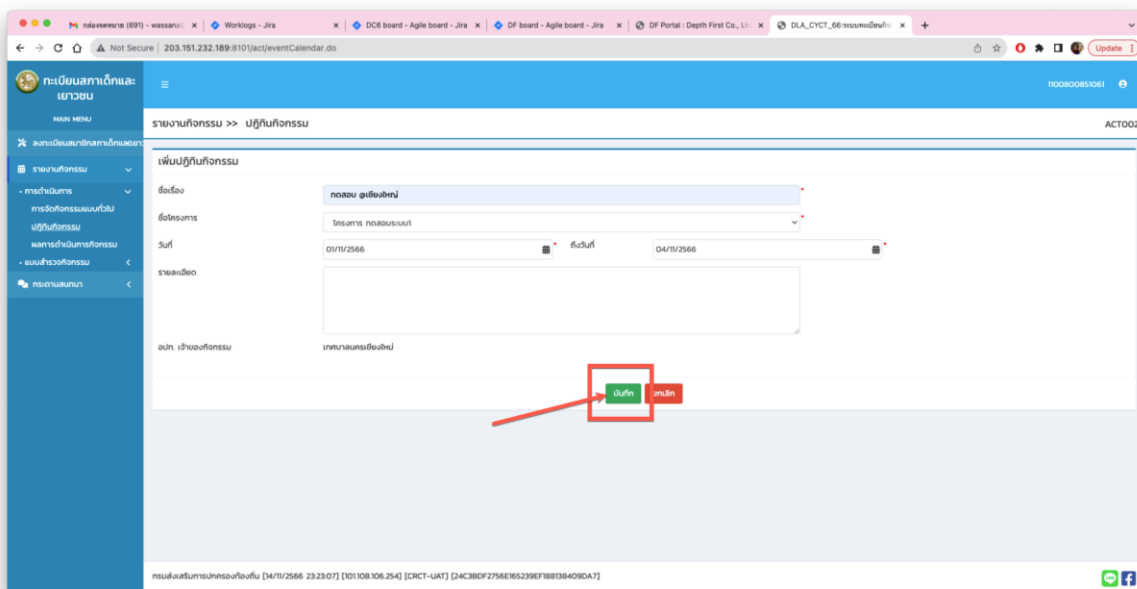 กล่องจดหมาย (691) - wassana
Worklogs - Jira
DC6 board - Agile board - Jira
DF board - Agile board - Jira
DF Portal : Depth First Co., Lt
DLA_CYCT_66:ระบบทะเบียนกิ
Not Secure
203.151.232.189:8101/act/eventCalendar.do
Update
ทะเบียนสภาเด็กและ
เยาวชน
1100800851061
MAIN MENU
รายงานกิจกรรม >> ปฏิทินกิจกรรม
ACT002
ลงทะเบียนสมาชิกสภาเด็กและเยาว
เพิ่มปฏิทินกิจกรรม
รายงานกิจกรรม
การดำเนินการ
การจัดกิจกรรมแบบทั่วไป
ปฏิทินกิจกรรม
ผลการดำเนินการกิจกรรม
แบบสำรวจกิจกรรม
กระดานสนทนา
ชื่อเรื่อง
ทดสอบ @เชียงใหญ่
*
ชื่อโครงการ
โครงการ ทดสอบระบบ1
*
วันที่
01/11/2566
*
ถึงวันที่
04/11/2566
*
รายละเอียด
อปท. เจ้าของกิจกรรม
เทศบาลนครเชียงใหม่
บันทึก
ยกเลิก
กรมส่งเสริมการปกครองท้องถิ่น [14/11/2566 23:23:07] [101.108.106.254] [CRCT-UAT] [24C3BDF2756E165239EF188138409DA7]